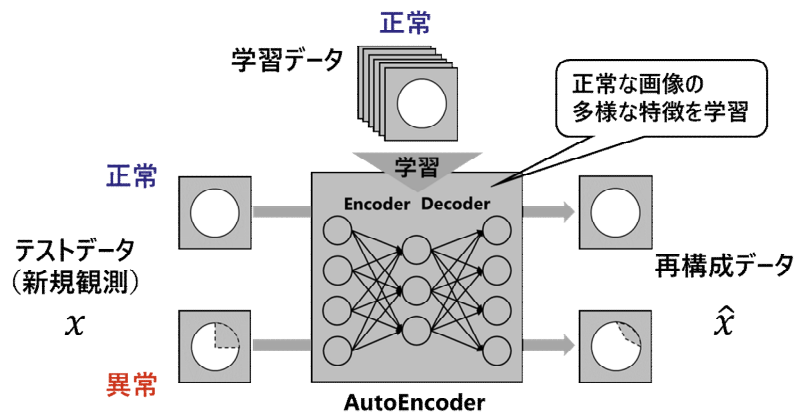 正常
学習データ
正常な画像の
多様な特徴を学習
学習
正常
Encoder Decoder
テストデータ
（新規観測）
x
再構成データ
x̂
異常
AutoEncoder